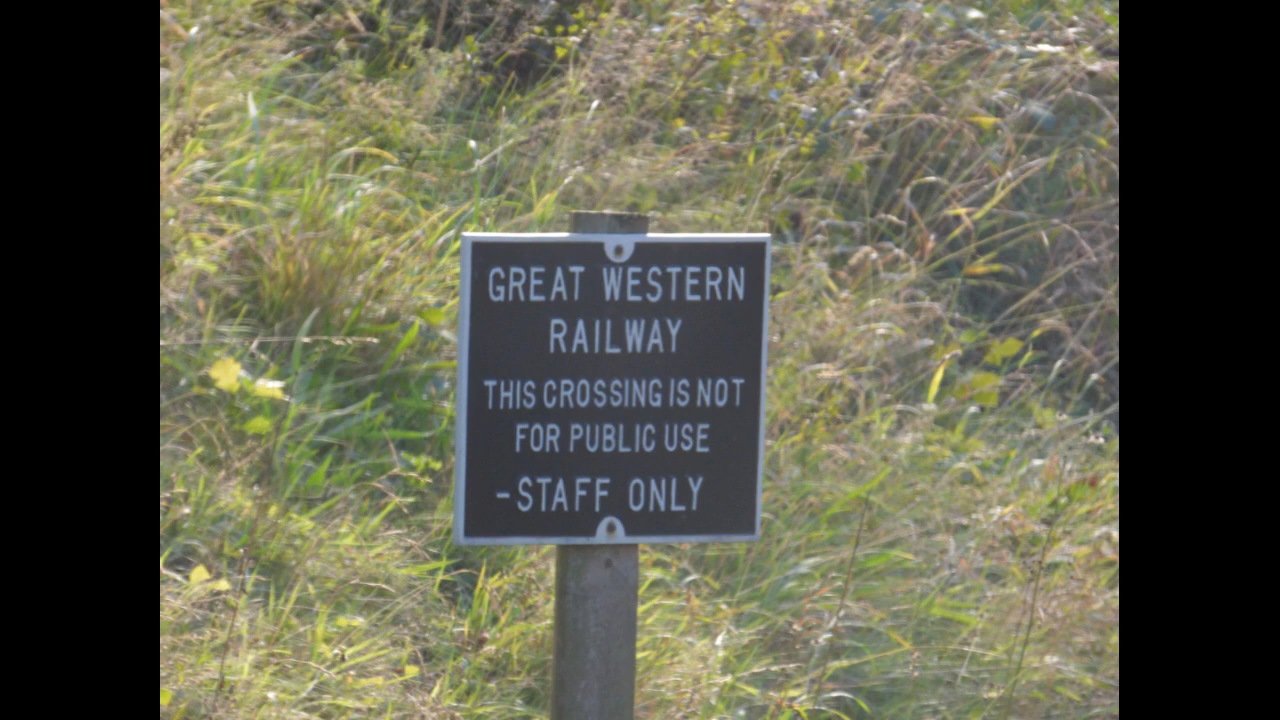 GREAT WESTERN
RAILWAY
THIS CROSSING IS NOT
FOR PUBLIC USE
-STAFF ONLY